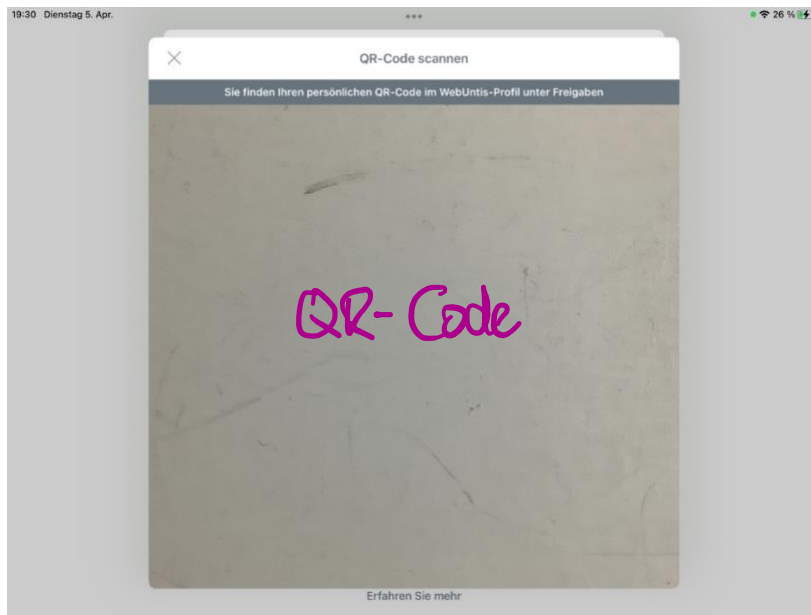 19:30 Dienstag 5. Apr.
26 %
QR-Code scannen
Sie finden Ihren persönlichen QR-Code im WebUntis-Profil unter Freigaben
QR-Code
Erfahren Sie mehr